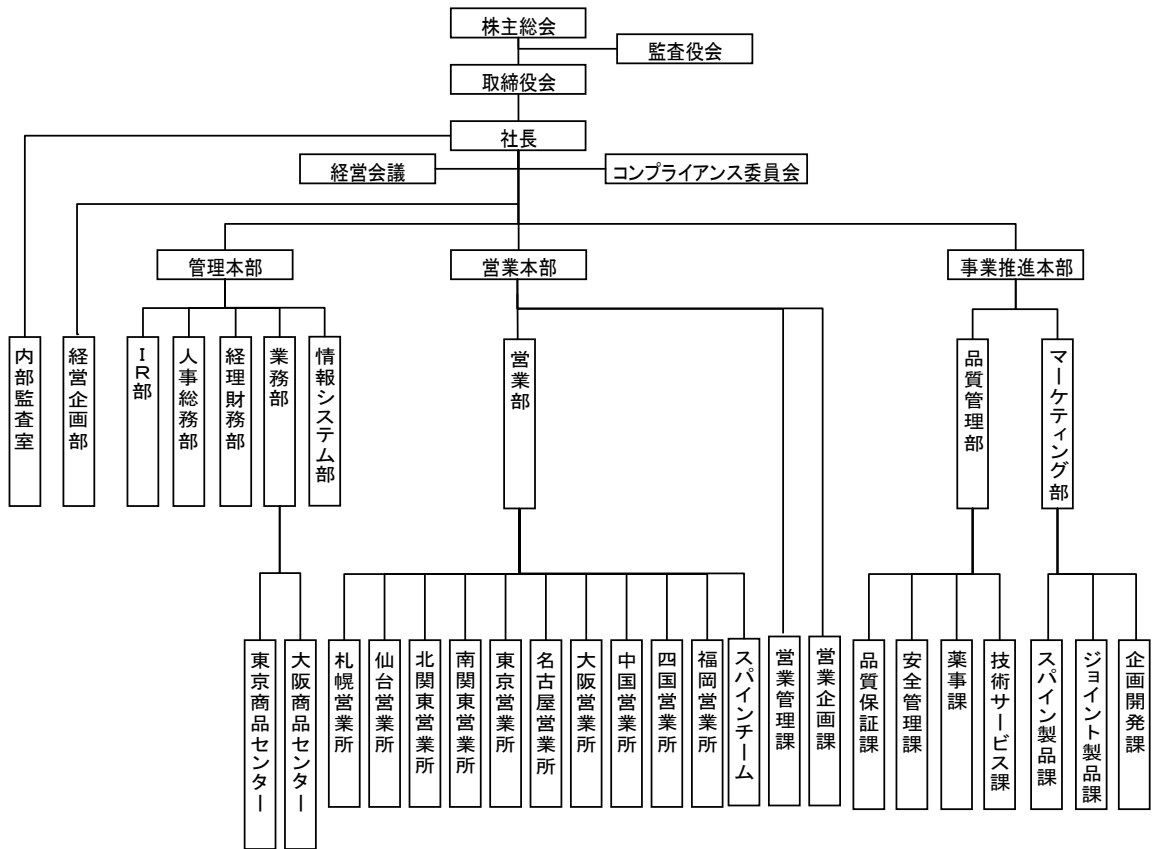 株主総会
監査役会
取締役会
社長
経営会議
コンプライアンス委員会
管理本部
営業本部
事業推進本部
内部監査室
経営企画部
IR部
人事総務部
経理財務部
業務部
情報システム部
営業部
品質管理部
マーケティング部
東京商品センター
大阪商品センター
札幌営業所
仙台営業所
北関東営業所
南関東営業所
東京営業所
名古屋営業所
大阪営業所
中国営業所
四国営業所
福岡営業所
スパインチーム
営業管理課
営業企画課
品質保証課
安全管理課
薬事課
技術サービス課
スパイン製品課
ジョイント製品課
企画開発課